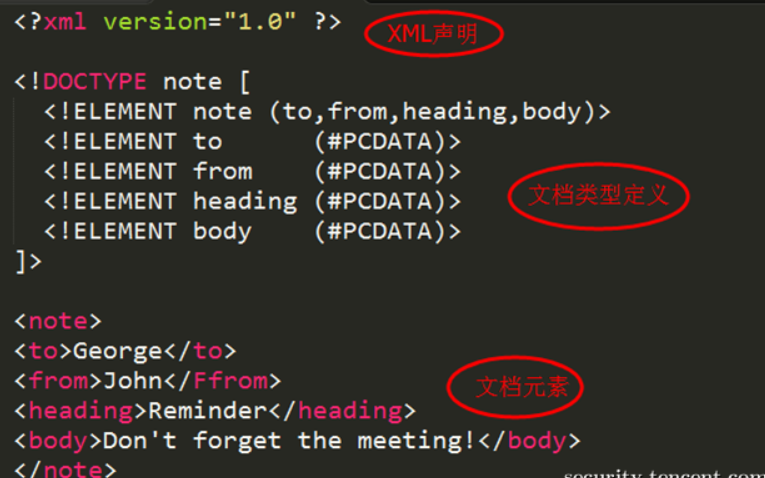 <?xml version="1.0" ?>
XML声明
<!DOCTYPE note [
<!ELEMENT note (to,from,heading,body)>
<!ELEMENT to (#PCDATA)>
<!ELEMENT from (#PCDATA)>
<!ELEMENT heading (#PCDATA)>
文档类型定义
<!ELEMENT body (#PCDATA)>
]>
<note>
<to>George</to>
<from>John</Ffrom>
文档元素
<heading>Reminder</heading>
<body>Don't forget the meeting!</body>
</note>
security.tencent.com